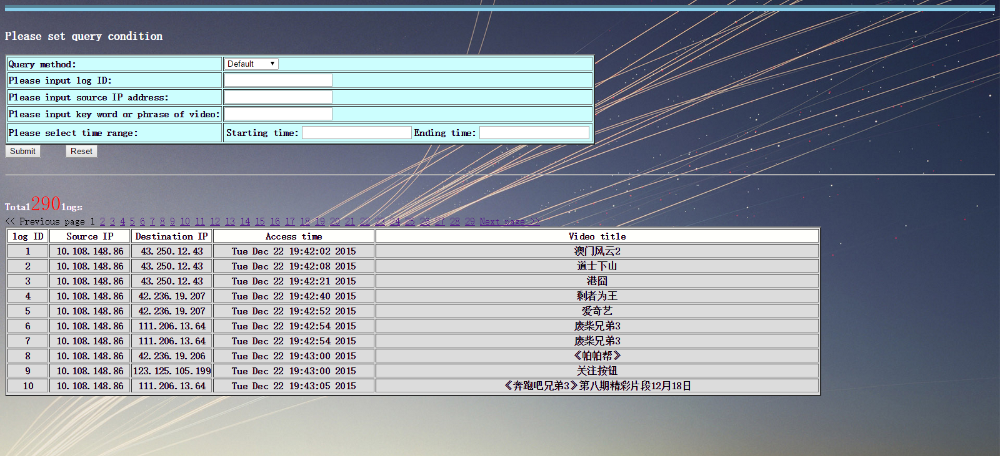 Please set query condition
Query method: Default
Please input log ID:
Please input source IP address:
Please input key word or phrase of video:
Please select time range: Starting time: Ending time:
Submit Reset
Total290logs
<< Previous page 1 2 3 4 5 6 7 8 9 10 11 12 13 14 15 16 17 18 19 20 21 22 23 24 25 26 27 28 29 Next page >>
log ID Source IP Destination IP Access time Video title
1 10.108.148.86 43.250.12.43 Tue Dec 22 19:42:02 2015 澳门风云2
2 10.108.148.86 43.250.12.43 Tue Dec 22 19:42:08 2015 道士下山
3 10.108.148.86 43.250.12.43 Tue Dec 22 19:42:21 2015 港囧
4 10.108.148.86 42.236.19.207 Tue Dec 22 19:42:40 2015 剩者为王
5 10.108.148.86 42.236.19.207 Tue Dec 22 19:42:52 2015 爱奇艺
6 10.108.148.86 111.206.13.64 Tue Dec 22 19:42:54 2015 废柴兄弟3
7 10.108.148.86 111.206.13.64 Tue Dec 22 19:42:54 2015 废柴兄弟3
8 10.108.148.86 42.236.19.206 Tue Dec 22 19:43:00 2015 《帕帕帮》
9 10.108.148.86 123.125.105.199 Tue Dec 22 19:43:00 2015 关注按钮
10 10.108.148.86 111.206.13.64 Tue Dec 22 19:43:05 2015 《奔跑吧兄弟3》第八期精彩片段12月18日